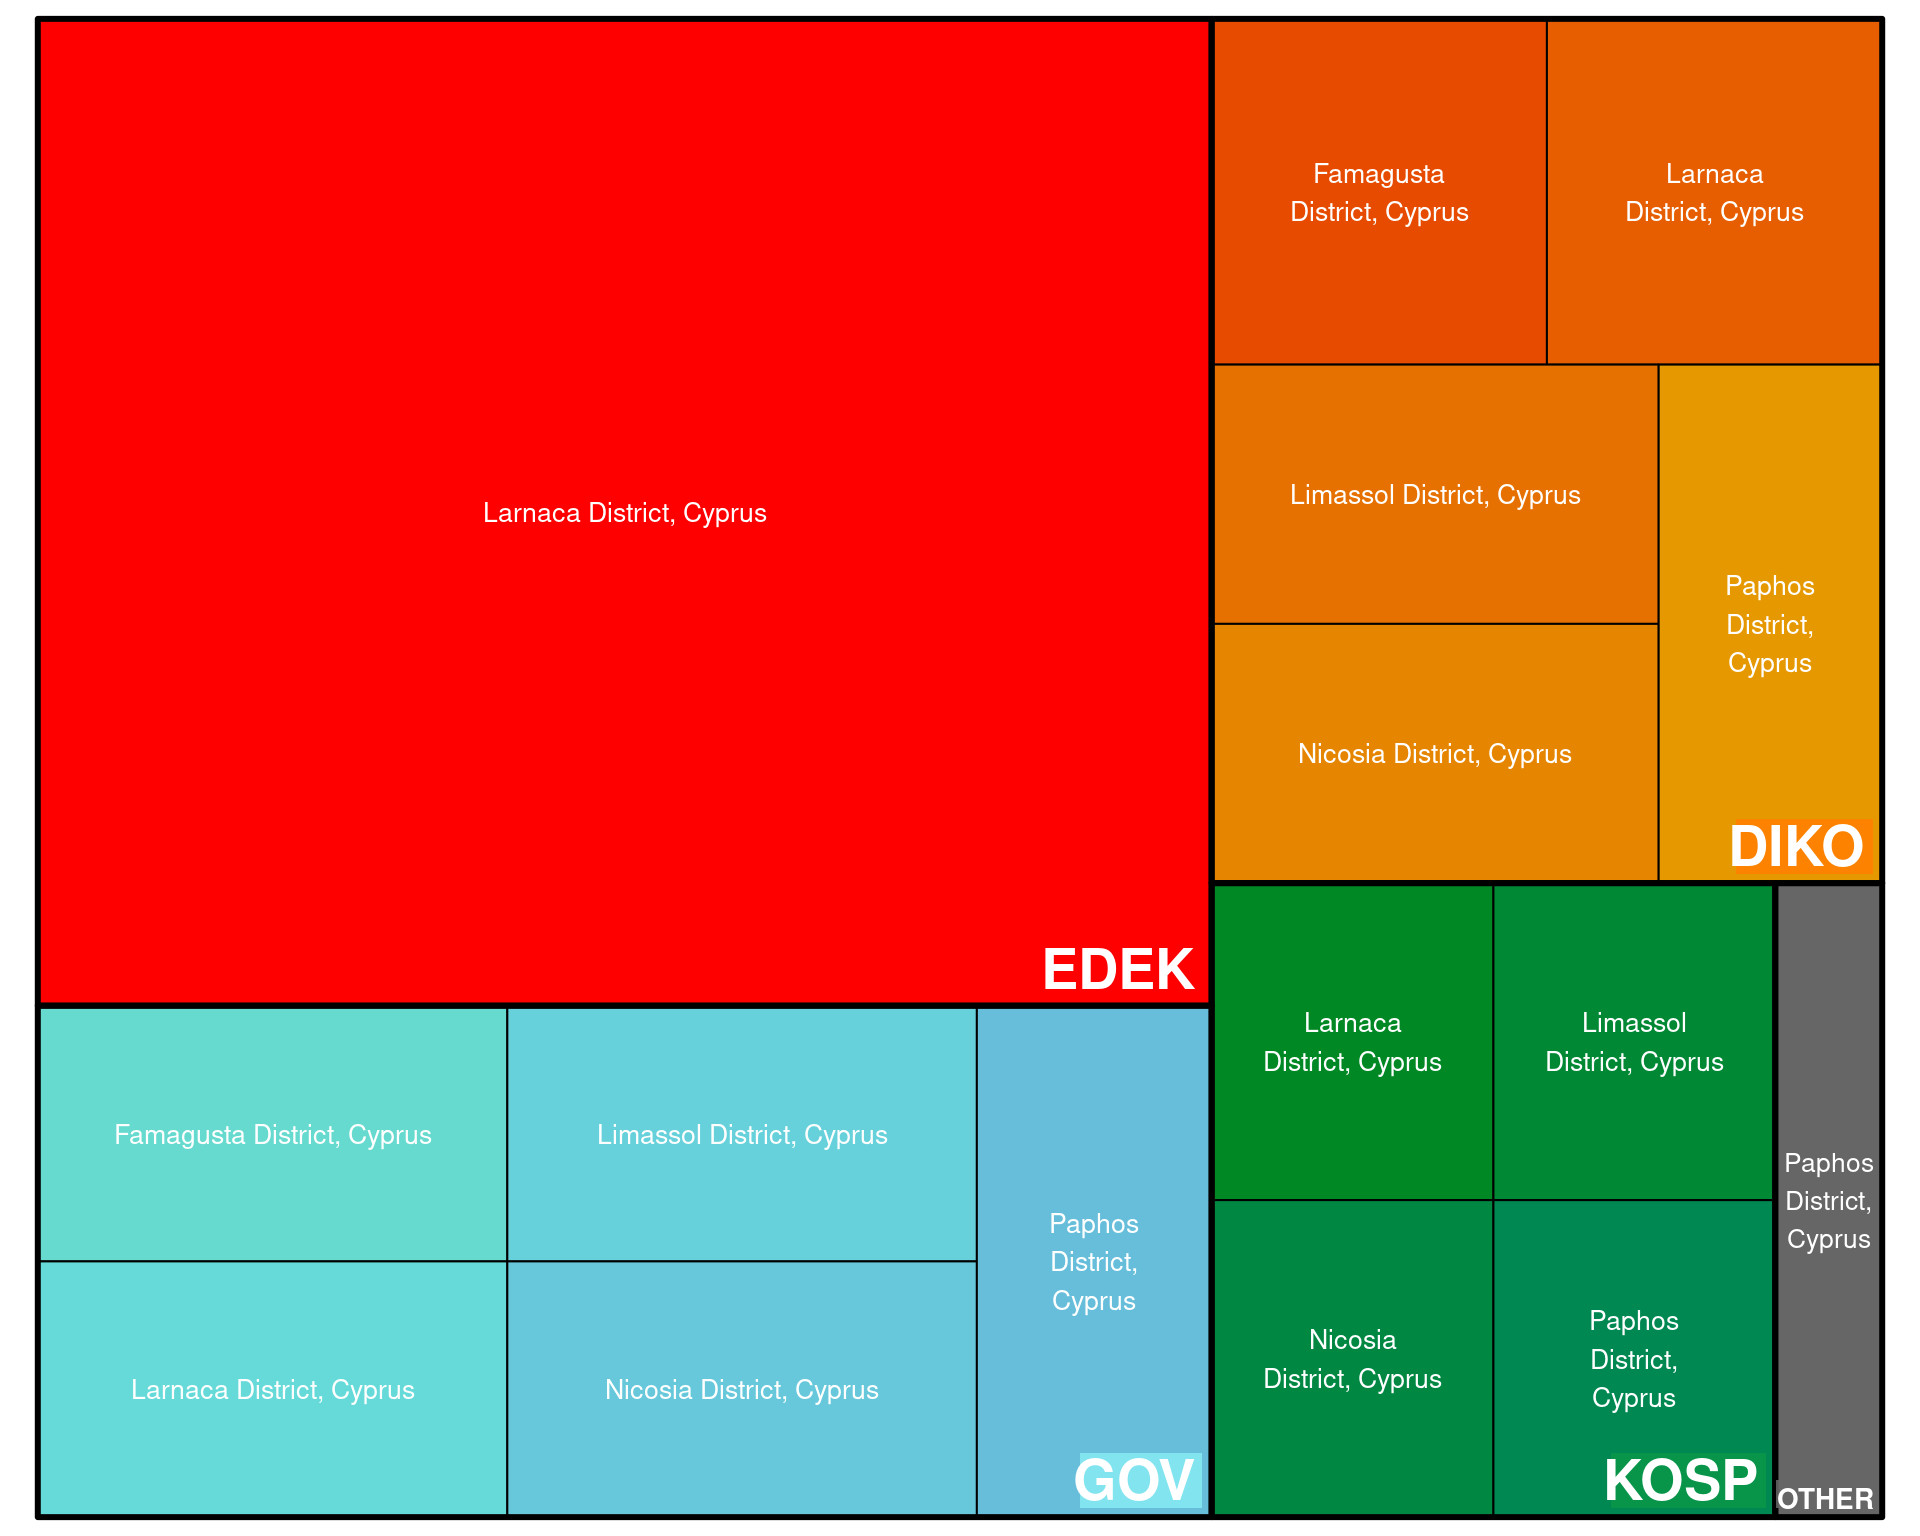 Larnaca District, Cyprus
EDEK
Famagusta
District, Cyprus
Larnaca
District, Cyprus
Limassol District, Cyprus
Nicosia District, Cyprus
Paphos
District,
Cyprus
DIKO
Famagusta District, Cyprus
Limassol District, Cyprus
Larnaca District, Cyprus
Nicosia District, Cyprus
Paphos
District,
Cyprus
GOV
Larnaca
District, Cyprus
Limassol
District, Cyprus
Nicosia
District, Cyprus
Paphos
District,
Cyprus
KOSP
Paphos
District,
Cyprus
OTHER